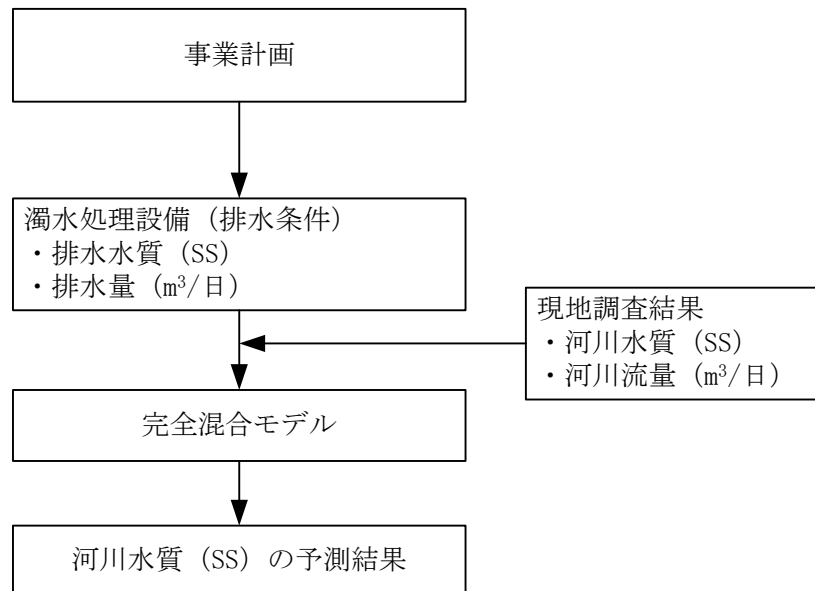 事業計画
濁水処理設備（排水条件）
・排水水質（SS）
・排水量（m³/日）
現地調査結果
・河川水質（SS）
・河川流量（m³/日）
完全混合モデル
河川水質（SS）の予測結果